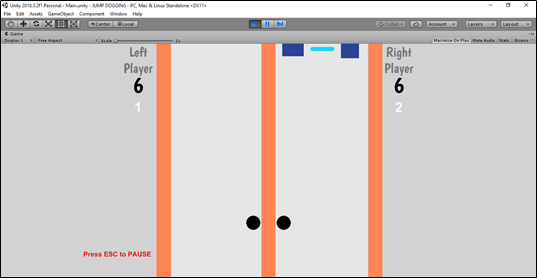 Unity 2018.3.2f1 Personal - Main.unity - JUMP DOGGING - PC, Mac & Linux Standalone <DX11>
File Edit Assets GameObject Component Window Help
Center Local Collab Account Layers Layout
Game
Display 1 Free Aspect Scale 1x Maximize On Play Mute Audio Stats Gizmos
Left
Player
6
1
Right
Player
6
2
Press ESC to PAUSE